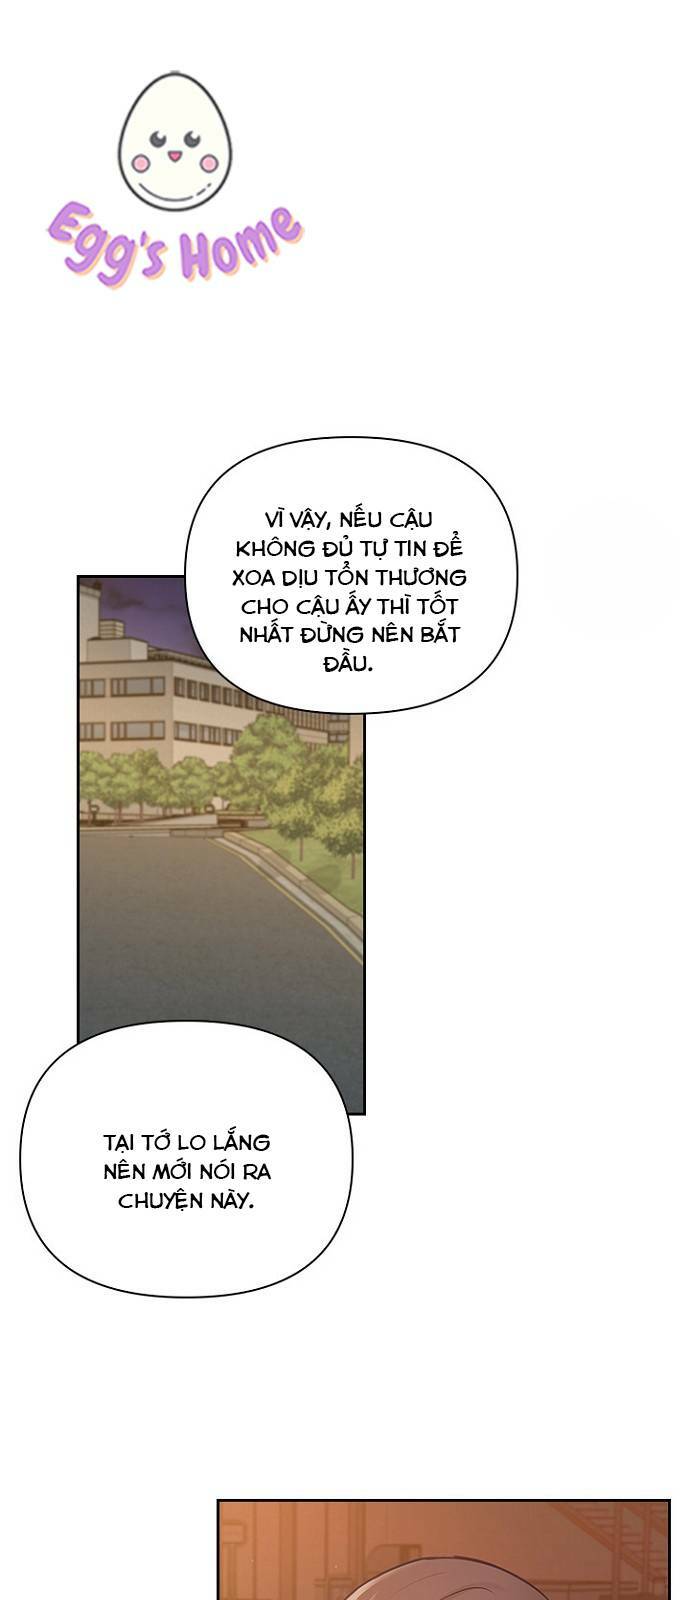 Egg's Home
VÌ VẬY, NẾU CẬU
KHÔNG ĐỦ TỰ TIN ĐỂ
XOA DỊU TỔN THƯƠNG
CHO CẬU ẤY THÌ TỐT
NHẤT ĐỪNG NÊN BẮT
ĐẦU.
TẠI TỚ LO LẮNG
NÊN MỚI NÓI RA
CHUYỆN NÀY.